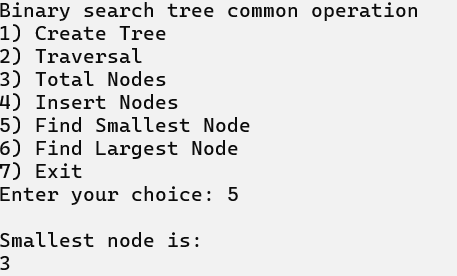 Binary search tree common operation
1) Create Tree
2) Traversal
3) Total Nodes
4) Insert Nodes
5) Find Smallest Node
6) Find Largest Node
7) Exit
Enter your choice: 5
Smallest node is:
3